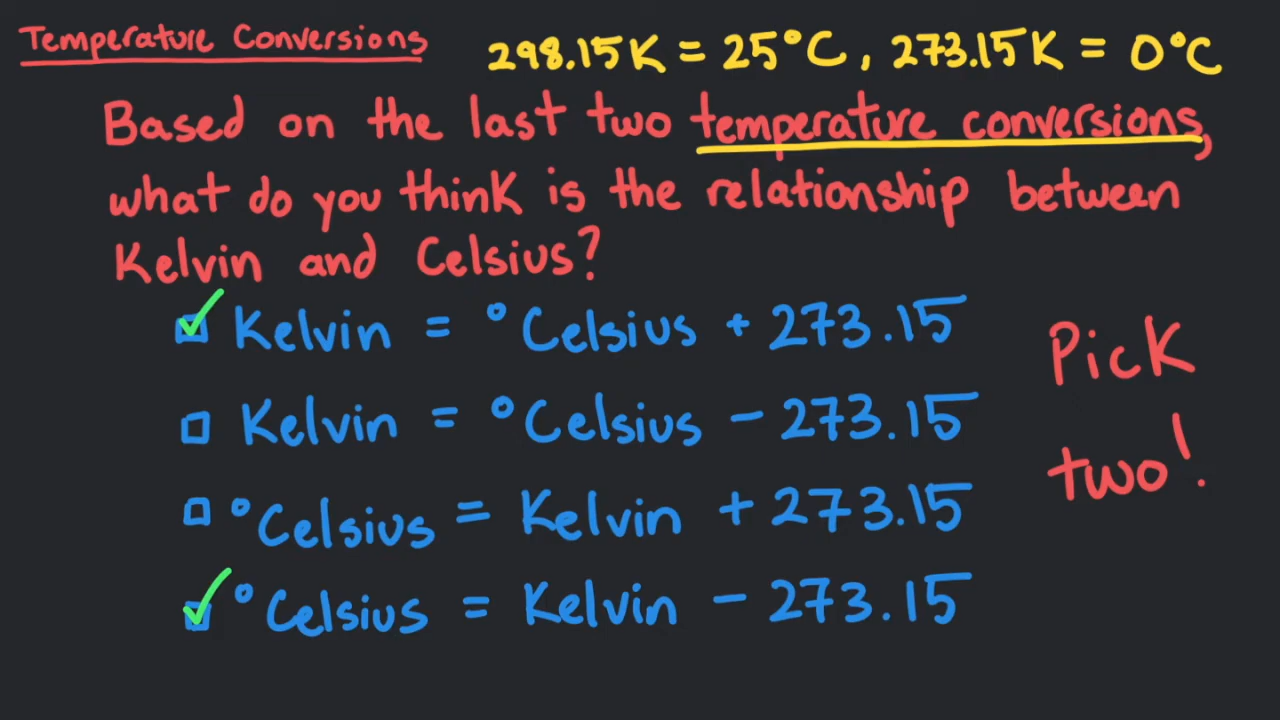 Temperature Conversions
298.15K = 25°C, 273.15K = 0°C
Based on the last two temperature conversions,
what do you think is the relationship between
Kelvin and Celsius?
Kelvin = °Celsius + 273.15
Kelvin = °Celsius - 273.15
°Celsius = Kelvin + 273.15
°Celsius = Kelvin - 273.15
Pick
two!